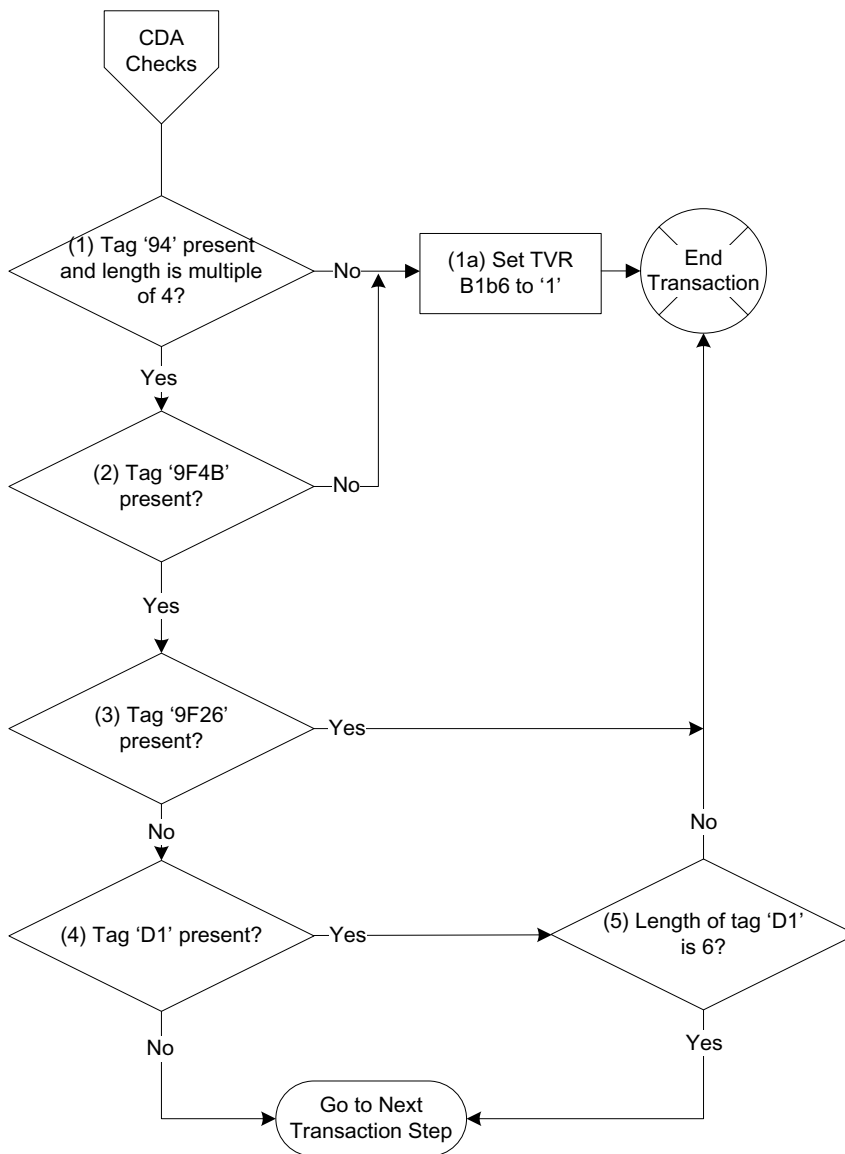 CDA
Checks
(1) Tag ‘94’ present
and length is multiple
of 4?
No
(1a) Set TVR
B1b6 to ‘1’
End
Transaction
Yes
(2) Tag ‘9F4B’
present?
No
Yes
(3) Tag ‘9F26’
present?
Yes
No
No
(4) Tag ‘D1’ present?
Yes
(5) Length of tag ‘D1’
is 6?
No
Yes
Go to Next
Transaction Step